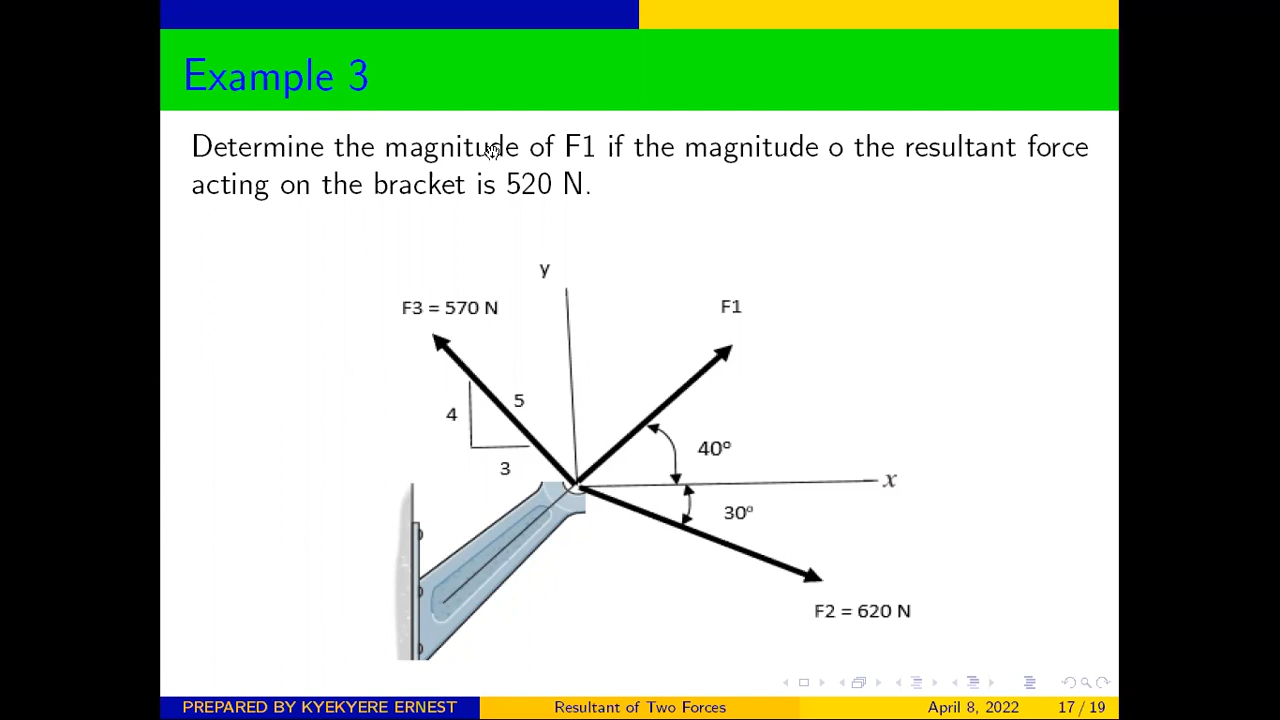 Example 3
Determine the magnitude of F1 if the magnitude o the resultant force
acting on the bracket is 520 N.
y
F3 = 570 N
F1
5
4
40°
3
x
30°
F2 = 620 N
PREPARED BY KYEKYERE ERNEST
Resultant of Two Forces
April 8, 2022
17 / 19